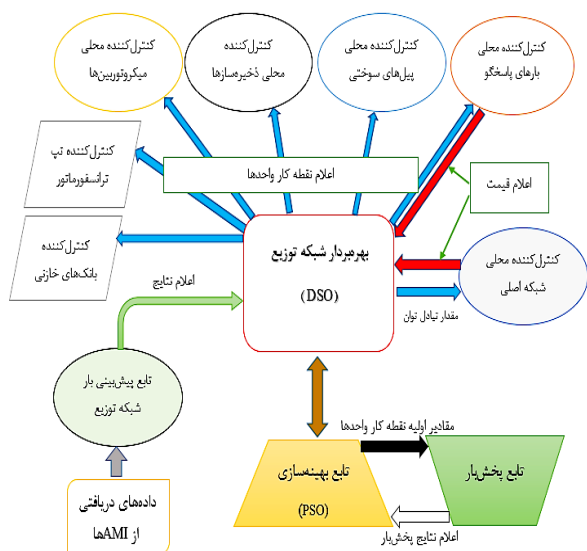 کنترل‌کننده محلی
بارهای پاسخگو
کنترل‌کننده محلی
پیل‌های سوختی
کنترل‌کننده
محلی ذخیره‌سازها
کنترل‌کننده محلی
میکروتوربین‌ها
کنترل‌کننده تپ
ترانسفورماتور
اعلام نقطه کار واحدها
اعلام قیمت
کنترل‌کننده
بانک‌های خازنی
بهره‌بردار شبکه توزیع
(DSO)
کنترل‌کننده محلی
شبکه اصلی
اعلام نتایج
مقدار تبادل توان
تابع پیش‌بینی بار
شبکه توزیع
مقادیر اولیه نقطه کار واحدها
تابع بهینه‌سازی
(PSO)
تابع پخش‌بار
داده‌های دریافتی
از AMIها
اعلام نتایج پخش‌بار